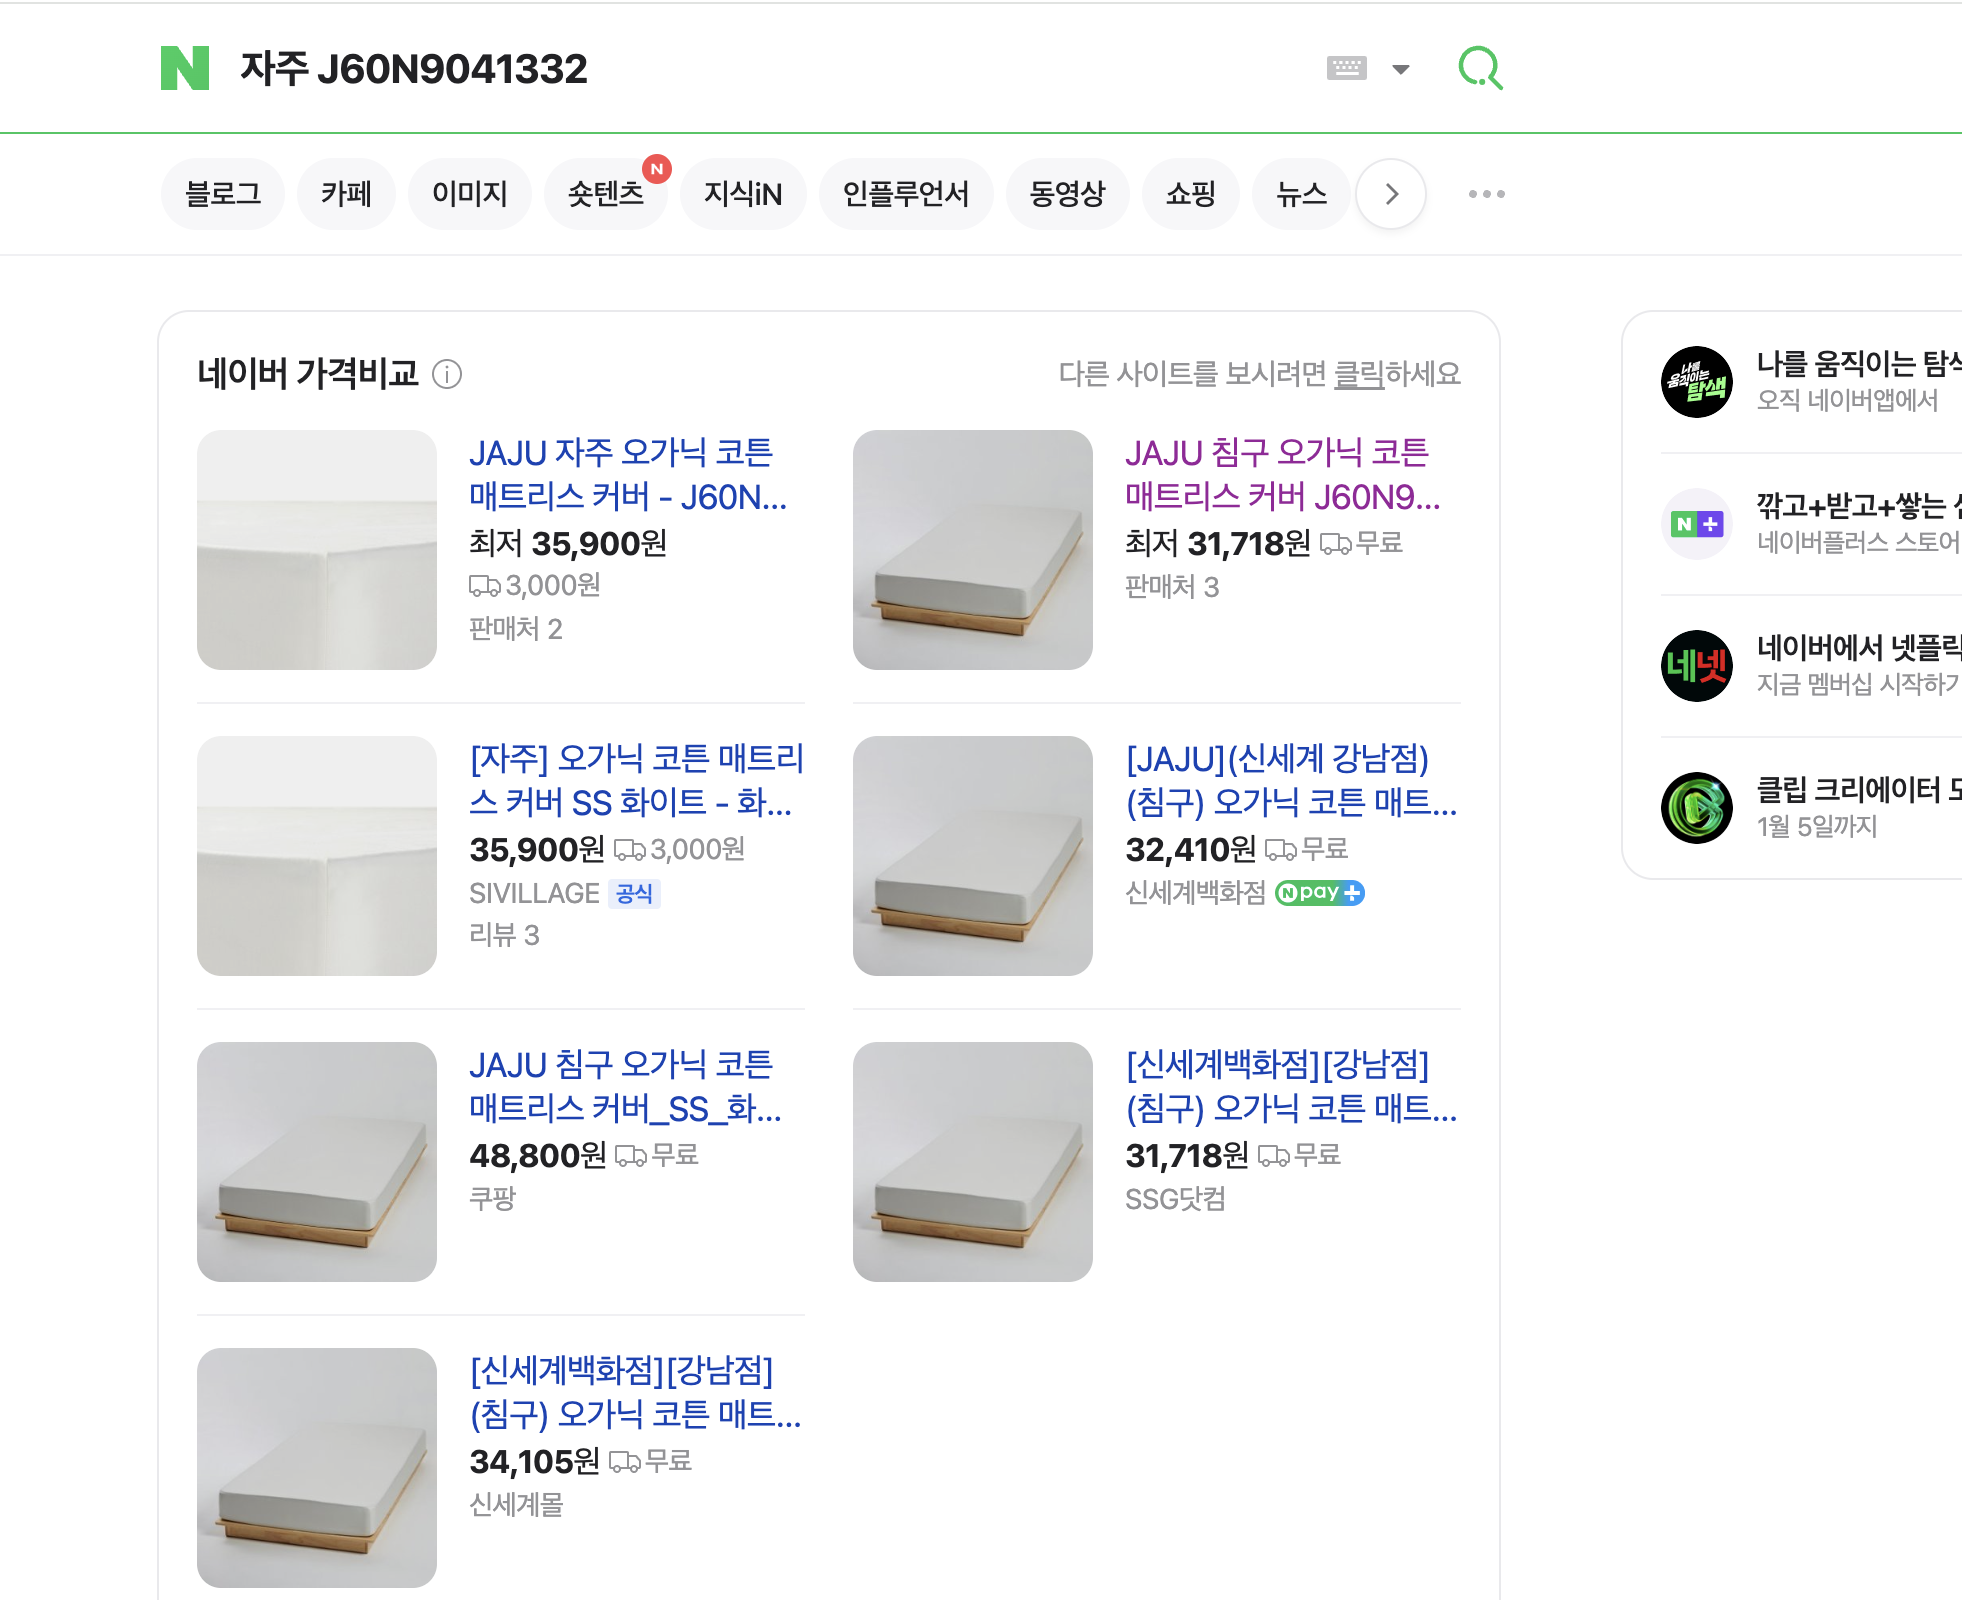 N 자주 J60N9041332
블로그 카페 이미지 숏텐츠 N 지식iN 인플루언서 동영상 쇼핑 뉴스
네이버 가격비교
다른 사이트를 보시려면 클릭하세요
JAJU 자주 오가닉 코튼
매트리스 커버 - J60N...
최저 35,900원
3,000원
판매처 2
JAJU 침구 오가닉 코튼
매트리스 커버 J60N9...
최저 31,718원 무료
판매처 3
[자주] 오가닉 코튼 매트리
스 커버 SS 화이트 - 화...
35,900원 3,000원
SIVILLAGE 공식
리뷰 3
[JAJU](신세계 강남점)
(침구) 오가닉 코튼 매트...
32,410원 무료
신세계백화점 N pay +
JAJU 침구 오가닉 코튼
매트리스 커버_SS_화...
48,800원 무료
쿠팡
[신세계백화점][강남점]
(침구) 오가닉 코튼 매트...
31,718원 무료
SSG닷컴
[신세계백화점][강남점]
(침구) 오가닉 코튼 매트...
34,105원 무료
신세계몰
나를
움직이는
탐색
나를 움직이는
오직 네이버앱에서
N +
깎고+받고+쌓는
네이버플러스 스토어
네넷
네이버에서
지금 멤버십 시작하기
클립 크리에이터
1월 5일까지